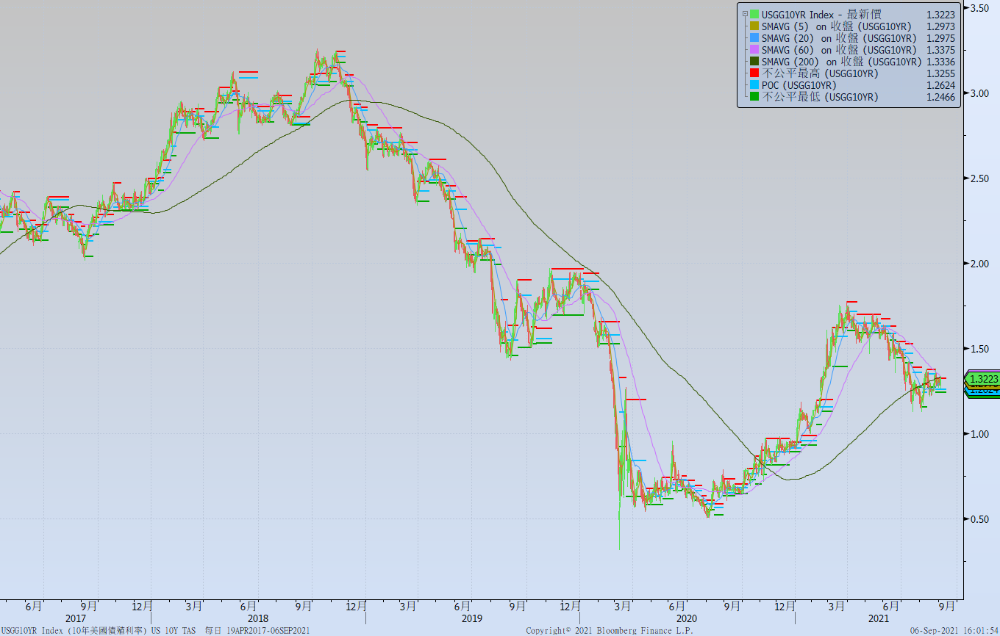 USGG10YR Index - 最新價 1.3223
SMAVG (5) on 收盤 (USGG10YR) 1.2973
SMAVG (20) on 收盤 (USGG10YR) 1.2975
SMAVG (60) on 收盤 (USGG10YR) 1.3375
SMAVG (200) on 收盤 (USGG10YR) 1.3336
不公平最高 (USGG10YR) 1.3255
POC (USGG10YR) 1.2624
不公平最低 (USGG10YR) 1.2466
3.50
3.00
2.50
2.00
1.50
1.3223
1.2624
1.00
0.50
6月 9月 12月 3月 6月 9月 12月 3月 6月 9月 12月 3月 6月 9月 12月 3月 6月 9月
2017 2018 2019 2020 2021
USGG10YR Index (10年美國債殖利率) US 10Y TAS 每日 19APR2017-06SEP2021 Copyright© 2021 Bloomberg Finance L.P. 06-Sep-2021 16:01:54